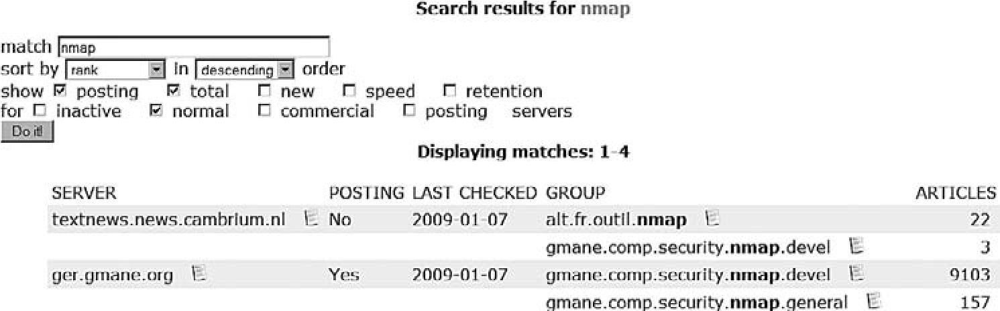 Search results for nmap
match nmap
sort by rank in descending order
show posting total new speed retention
for inactive normal commercial posting servers
Do it!
Displaying matches: 1-4
SERVER POSTING LAST CHECKED GROUP ARTICLES
textnews.news.cambrium.nl No 2009-01-07 alt.fr.outil.nmap 22
gmane.comp.security.nmap.devel 3
ger.gmane.org Yes 2009-01-07 gmane.comp.security.nmap.devel 9103
gmane.comp.security.nmap.general 157